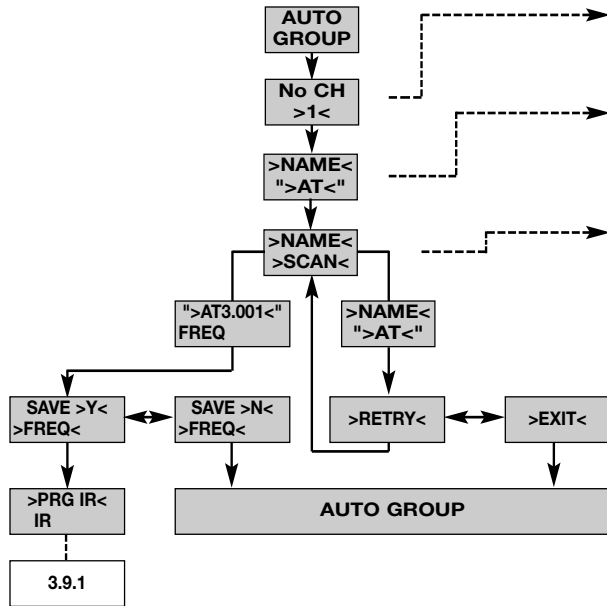 AUTO
GROUP
No CH
>1<
>NAME<
">AT<"
>NAME<
>SCAN<
">AT3.001<"
FREQ
>NAME<
">AT<"
SAVE >Y<
>FREQ<
SAVE >N<
>FREQ<
>RETRY<
>EXIT<
>PRG IR<
IR
AUTO GROUP
3.9.1